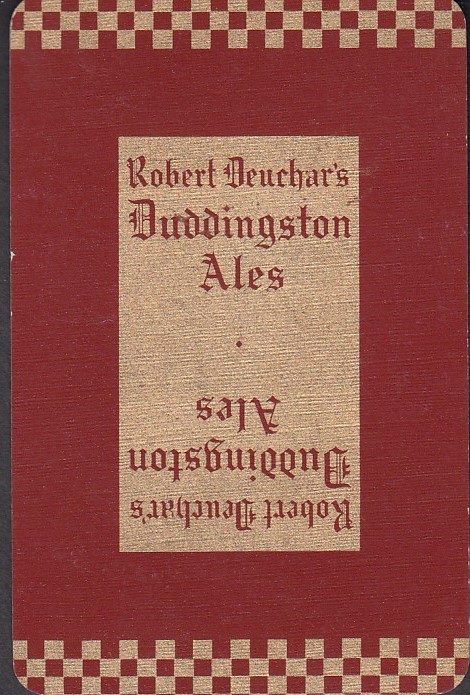 Robert Deuchar's
Duddingston
Ales
Ales
Duddingston
Robert Deuchar's